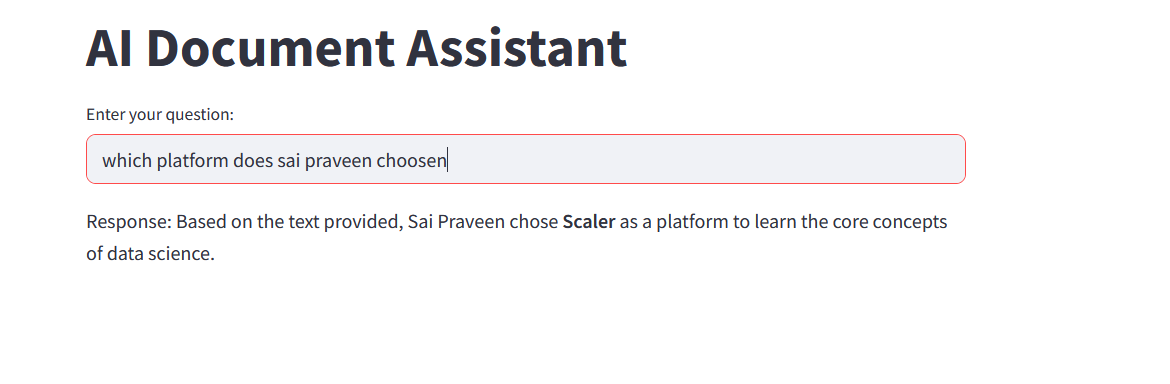 AI Document Assistant
Enter your question:
which platform does sai praveen choosen
Response: Based on the text provided, Sai Praveen chose Scaler as a platform to learn the core concepts
of data science.